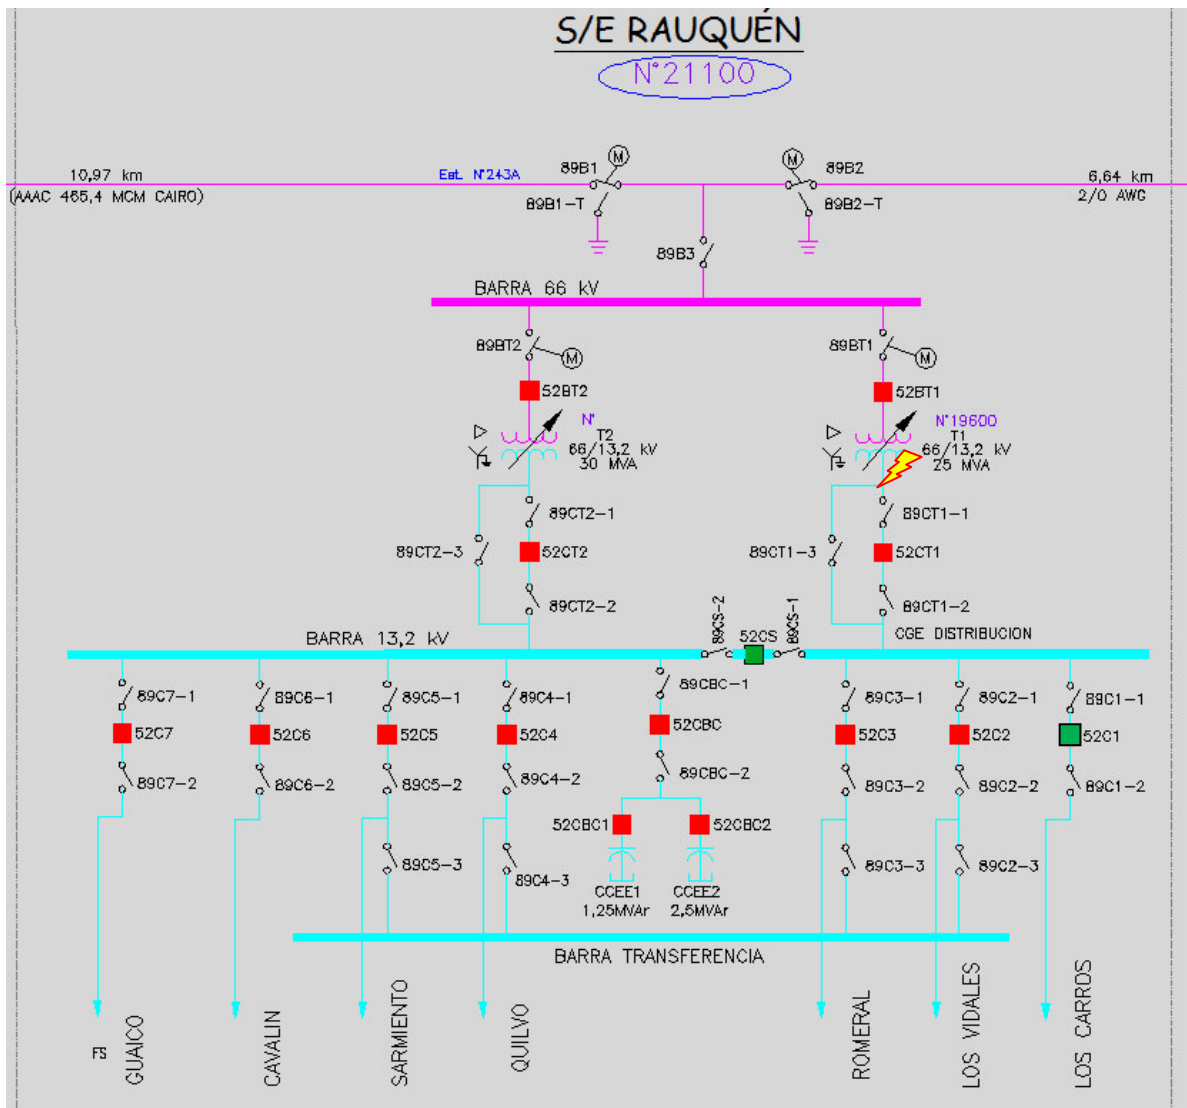 S/E RAUQUÉN
N°21100
10,97 km
(AAAC 465,4 MCM CAIRO)
Est. N°243A
89B1
M
89B1-T
M
89B2
89B2-T
6,64 km
2/0 AWG
89B3
BARRA 66 kV
89BT2
M
89BT1
M
52BT2
52BT1
N°
T2
66/13,2 kV
30 MVA
N°19600
T1
66/13,2 kV
25 MVA
89CT2-1
89CT2-3
52CT2
89CT2-2
89CT1-1
89CT1-3
52CT1
89CT1-2
BARRA 13,2 kV
89CS-2
52CS
89CS-1
CGE DISTRIBUCION
89C7-1
52C7
89C7-2
89C6-1
52C6
89C6-2
89C5-1
52C5
89C5-2
89C5-3
89C4-1
52C4
89C4-2
89C4-3
89CBC-1
52CBC
89CBC-2
52CBC1
52CBC2
CCEE1
1,25MVAr
CCEE2
2,5MVAr
89C3-1
52C3
89C3-2
89C3-3
89C2-1
52C2
89C2-2
89C2-3
89C1-1
52C1
89C1-2
BARRA TRANSFERENCIA
FS
GUAICO
CAVALIN
SARMIENTO
QUILVO
ROMERAL
LOS VIDALES
LOS CARROS